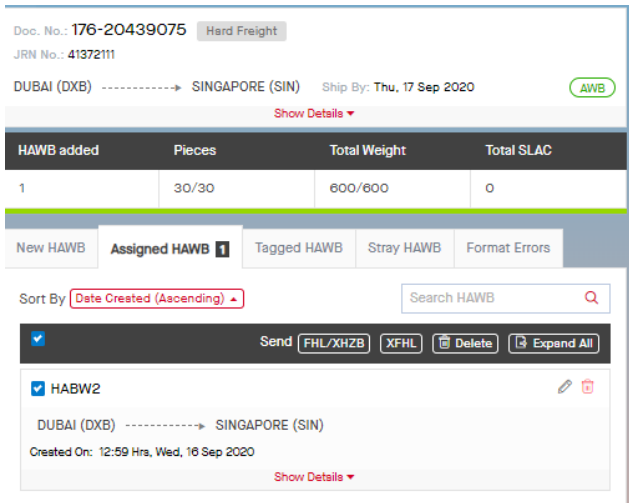 Doc. No.: 176-20439075 Hard Freight
JRN No.: 41372111
DUBAI (DXB) SINGAPORE (SIN) Ship By: Thu, 17 Sep 2020 AWB
Show Details
HAWB added Pieces Total Weight Total SLAC
1 30/30 600/600 0
New HAWB Assigned HAWB 1 Tagged HAWB Stray HAWB Format Errors
Sort By Date Created (Ascending) Search HAWB
Send FHL/XHZB XFHL Delete Expand All
HABW2
DUBAI (DXB) SINGAPORE (SIN)
Created On: 12:59 Hrs, Wed, 16 Sep 2020
Show Details